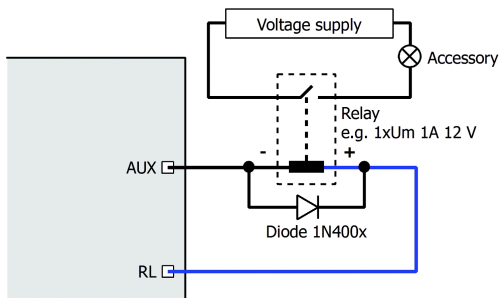 Voltage supply
Accessory
Relay
e.g. 1xUm 1A 12 V
- +
AUX
Diode 1N400x
RL